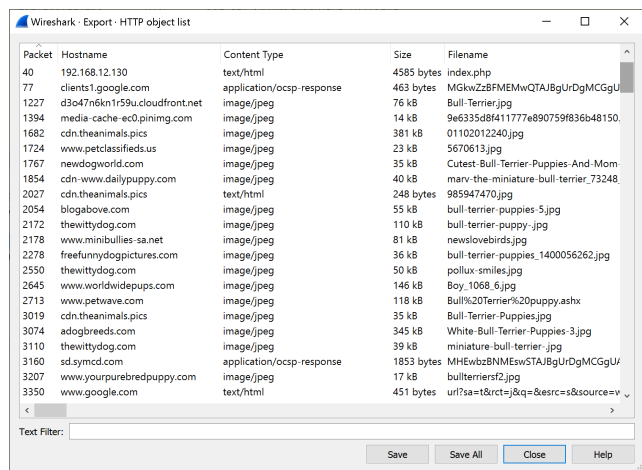 Wireshark · Export · HTTP object list
Packet Hostname Content Type Size Filename
40 192.168.12.130 text/html 4585 bytes index.php
77 clients1.google.com application/ocsp-response 463 bytes MGkwZzBFMEMwQTAJBgUrDgMCGgU
1227 d3o47n6kn1r59u.cloudfront.net image/jpeg 76 kB Bull-Terrier.jpg
1394 media-cache-ec0.pinimg.com image/jpeg 14 kB 9e6335d8f411777e890759f836b48150.
1682 cdn.theanimals.pics image/jpeg 381 kB 01102012240.jpg
1724 www.petclassifieds.us image/jpeg 23 kB 5670613.jpg
1767 newdogworld.com image/jpeg 35 kB Cutest-Bull-Terrier-Puppies-And-Mom-
1854 cdn-www.dailypuppy.com image/jpeg 40 kB marv-the-miniature-bull-terrier_73248_
2027 cdn.theanimals.pics text/html 248 bytes 985947470.jpg
2054 blogabove.com image/jpeg 55 kB bull-terrier-puppies-5.jpg
2172 thewittydog.com image/jpeg 110 kB bull-terrier-puppy-.jpg
2178 www.minibullies-sa.net image/jpeg 81 kB newslovebirds.jpg
2278 freefunnydogpictures.com image/jpeg 36 kB bull-terrier-puppies_1400056262.jpg
2550 thewittydog.com image/jpeg 50 kB pollux-smiles.jpg
2645 www.worldwidepups.com image/jpeg 146 kB Boy_1068_6.jpg
2713 www.petwave.com image/jpeg 118 kB Bull%20Terrier%20puppy.ashx
3019 cdn.theanimals.pics image/jpeg 35 kB Bull-Terrier-Puppies.jpg
3074 adogbreeds.com image/jpeg 345 kB White-Bull-Terrier-Puppies-3.jpg
3110 thewittydog.com image/jpeg 39 kB miniature-bull-terrier-.jpg
3160 sd.symcd.com application/ocsp-response 1853 bytes MHEwbzBNMEswSTAJBgUrDgMCGgUA
3207 www.yourpurebredpuppy.com image/jpeg 17 kB bullterriersf2.jpg
3350 www.google.com text/html 451 bytes url?sa=t&rct=j&q=&esrc=s&source=w
Text Filter:
Save Save All Close Help